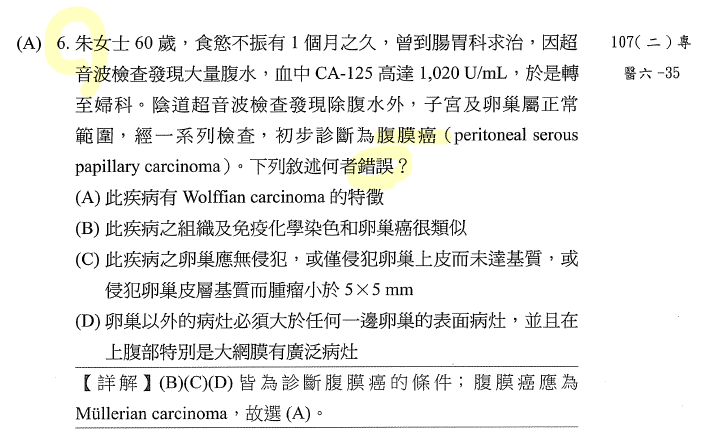 (A) 6. 朱女士 60 歲，食慾不振有 1 個月之久，曾到腸胃科求治，因超 107(二)專
音波檢查發現大量腹水，血中 CA-125 高達 1,020 U/mL，於是轉 醫六-35
至婦科。陰道超音波檢查發現除腹水外，子宮及卵巢屬正常
範圍，經一系列檢查，初步診斷為腹膜癌（peritoneal serous
papillary carcinoma）。下列敘述何者錯誤？
(A) 此疾病有 Wolffian carcinoma 的特徵
(B) 此疾病之組織及免疫化學染色和卵巢癌很類似
(C) 此疾病之卵巢應無侵犯，或僅侵犯卵巢上皮而未達基質，或
侵犯卵巢皮層基質而腫瘤小於 5×5 mm
(D) 卵巢以外的病灶必須大於任何一邊卵巢的表面病灶，並且在
上腹部特別是大網膜有廣泛病灶
【詳解】(B)(C)(D) 皆為診斷腹膜癌的條件；腹膜癌應為
Müllerian carcinoma，故選 (A)。